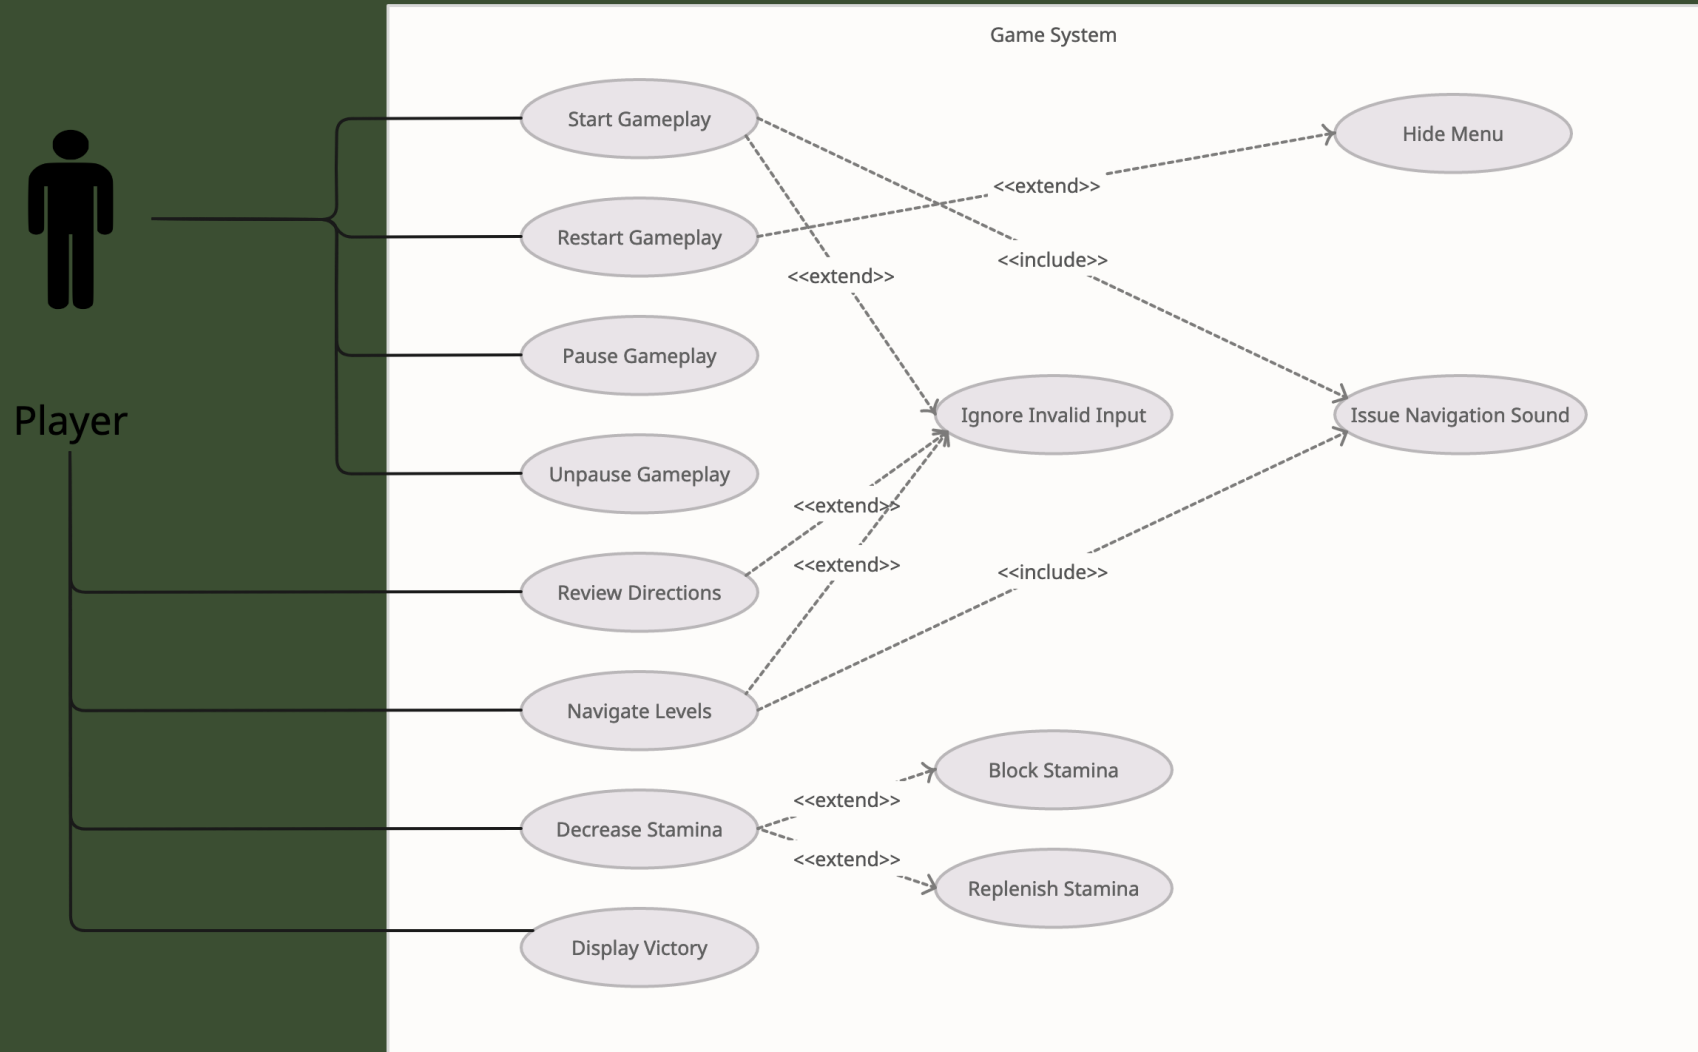 Game System
Start Gameplay
Hide Menu
<<extend>>
Restart Gameplay
<<include>>
<<extend>>
Pause Gameplay
Player
Ignore Invalid Input
Issue Navigation Sound
Unpause Gameplay
<<extend>>
<<extend>>
<<include>>
Review Directions
Navigate Levels
Block Stamina
<<extend>>
Decrease Stamina
<<extend>>
Replenish Stamina
Display Victory